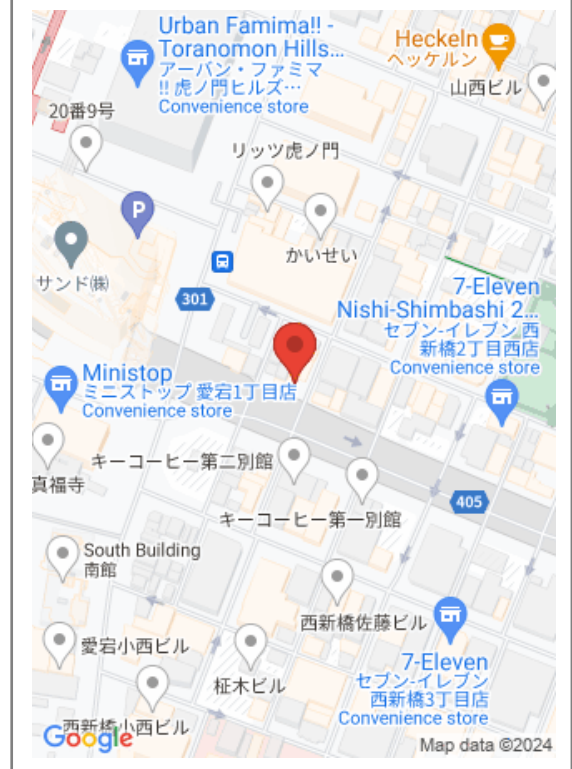 Urban Famima!! -
Toranomon Hills...
アーバン・ファミマ
!! 虎ノ門ヒルズ…
Convenience store
Heckeln
ヘッケルン
山西ビル
20番9号
リッツ虎ノ門
P
かいせい
サンド㈱
301
7-Eleven
Nishi-Shimbashi 2...
セブン-イレブン 西
新橋2丁目西店
Convenience store
Ministop
ミニストップ 愛宕1丁目店
Convenience store
キーコーヒー第二別館
真福寺
405
キーコーヒー第一別館
South Building
南館
西新橋佐藤ビル
愛宕小西ビル
7-Eleven
セブン-イレブン
西新橋3丁目店
Convenience store
柾木ビル
西新橋小西ビル
Google
Map data ©2024